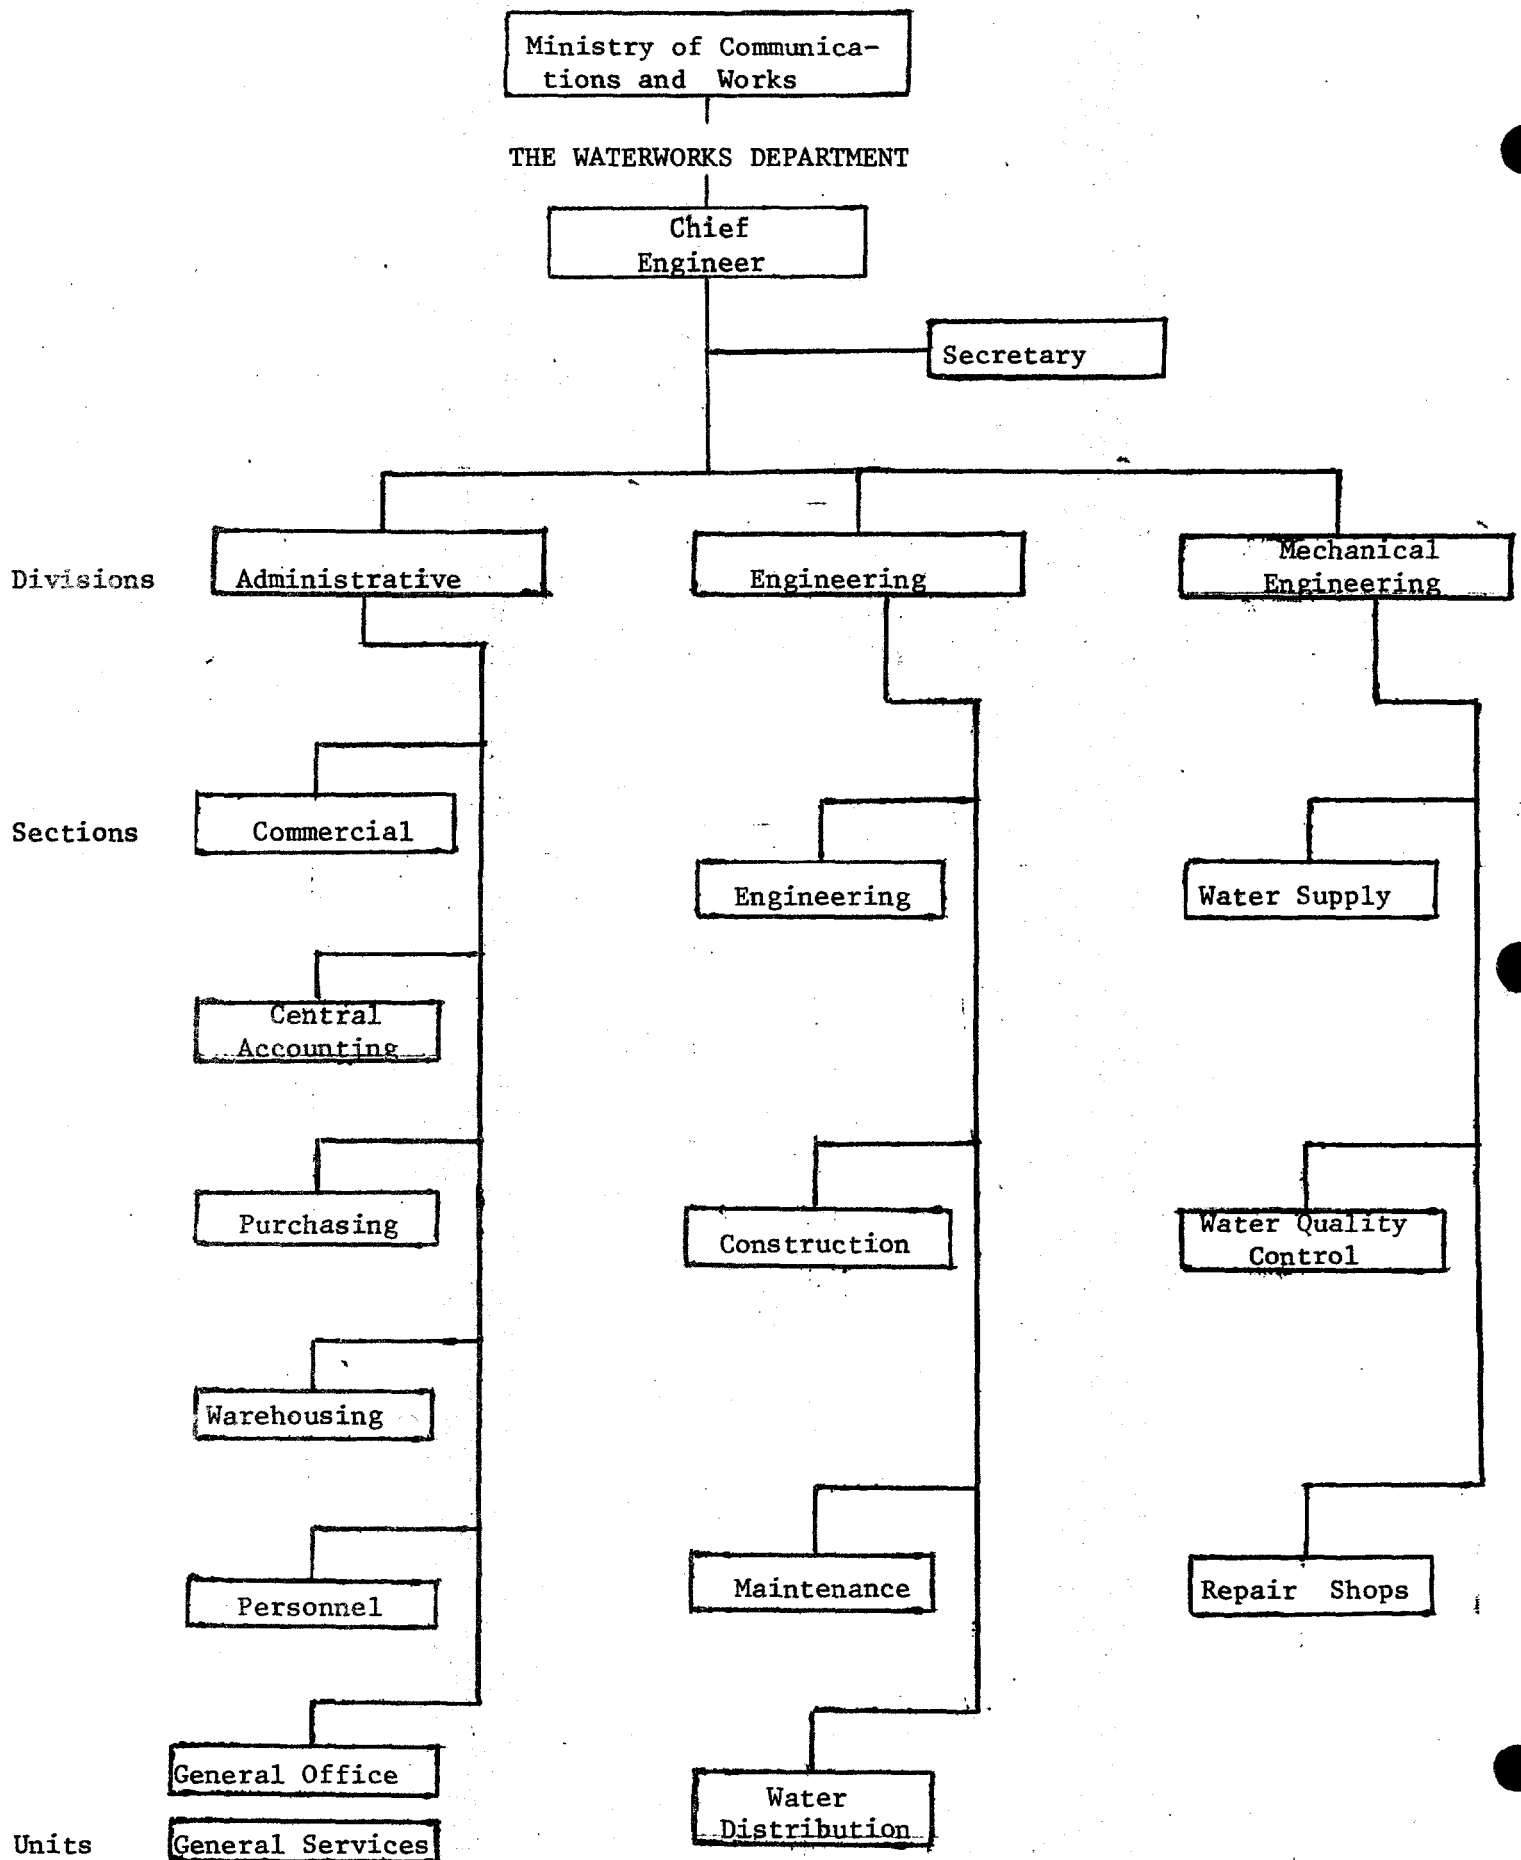 Ministry of Communica-
tions and Works
THE WATERWORKS DEPARTMENT
Chief
Engineer
Secretary
Divisions
Administrative
Engineering
Mechanical
Engineering
Sections
Commercial
Central
Accounting
Purchasing
Warehousing
Personnel
General Office
Units
General Services
Engineering
Construction
Maintenance
Water
Distribution
Water Supply
Water Quality
Control
Repair Shops